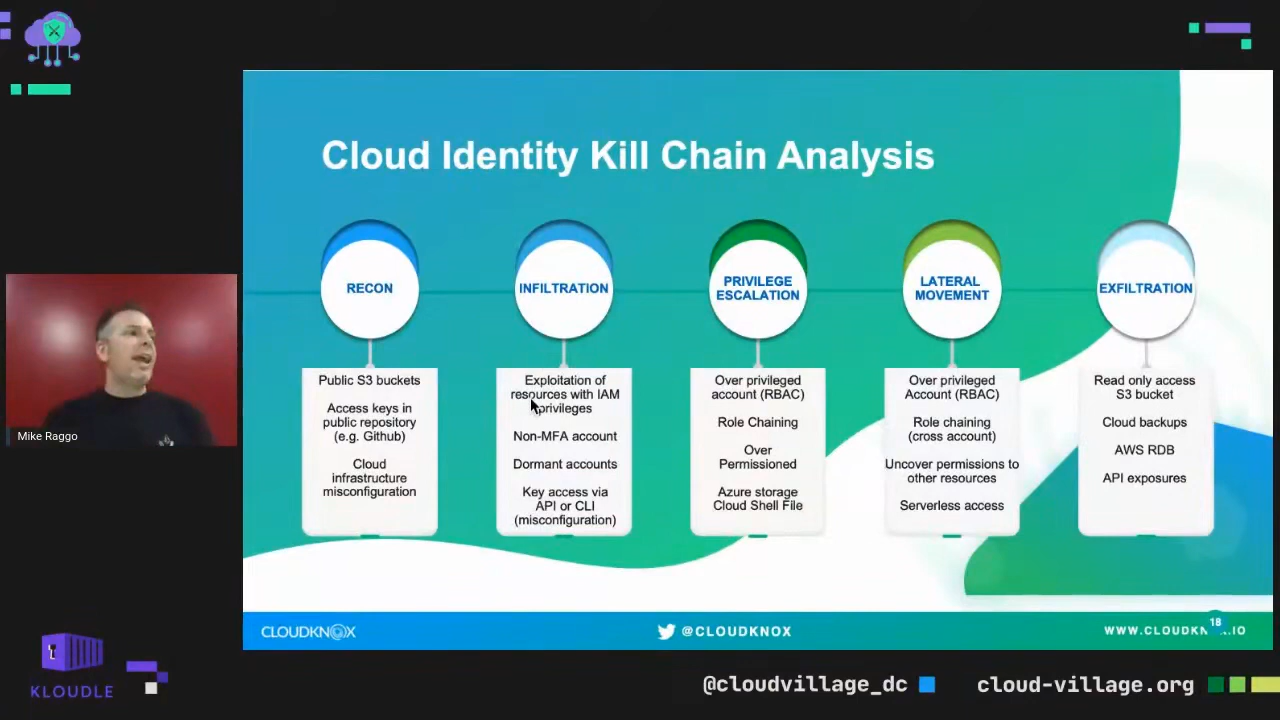 Cloud Identity Kill Chain Analysis
RECON
Public S3 buckets
Access keys in
public repository
(e.g. Github)
Cloud
infrastructure
misconfiguration
INFILTRATION
Exploitation of
resources with IAM
privileges
Non-MFA account
Dormant accounts
Key access via
API or CLI
(misconfiguration)
PRIVILEGE
ESCALATION
Over privileged
account (RBAC)
Role Chaining
Over
Permissioned
Azure storage
Cloud Shell File
LATERAL
MOVEMENT
Over privileged
Account (RBAC)
Role chaining
(cross account)
Uncover permissions to
other resources
Serverless access
EXFILTRATION
Read only access
S3 bucket
Cloud backups
AWS RDB
API exposures
Mike Raggo
CLOUDKNOX
@CLOUDKNOX
18
KLOUDLE
@cloudvillage_dc
cloud-village.org